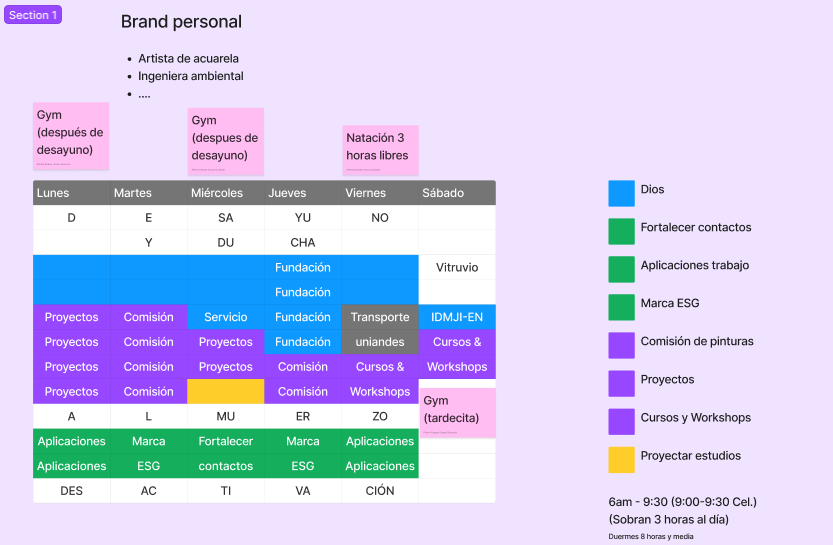 Section 1
Brand personal
Artista de acuarela
Ingeniera ambiental
....
Gym
(después de
desayuno)
Gym
(despues de
desayuno)
Natación 3
horas libres
Lunes Martes Miércoles Jueves Viernes Sábado
D E SA YU NO
Y DU CHA
Fundación Vitruvio
Fundación
Proyectos Comisión Servicio Fundación Transporte IDMJI-EN
Proyectos Comisión Proyectos Fundación uniandes Cursos &
Proyectos Comisión Proyectos Comisión Cursos & Workshops
Proyectos Comisión Comisión Workshops
Gym
(tardecita)
A L MU ER ZO
Aplicaciones Marca Fortalecer Marca Aplicaciones
Aplicaciones ESG contactos ESG Aplicaciones
DES AC TI VA CIÓN
Dios
Fortalecer contactos
Aplicaciones trabajo
Marca ESG
Comisión de pinturas
Proyectos
Cursos y Workshops
Proyectar estudios
6am - 9:30 (9:00-9:30 Cel.)
(Sobran 3 horas al día)
Duermes 8 horas y media